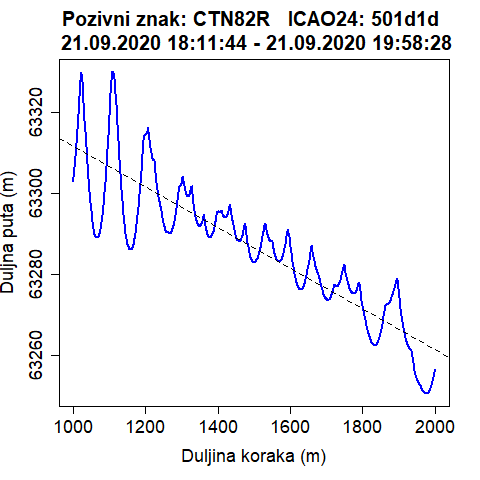 Pozivni znak: CTN82R   ICAO24: 501d1d
21.09.2020 18:11:44 - 21.09.2020 19:58:28
Duljna puta (m)
63320
63300
63280
63260
1000 1200 1400 1600 1800 2000
Duljina koraka (m)